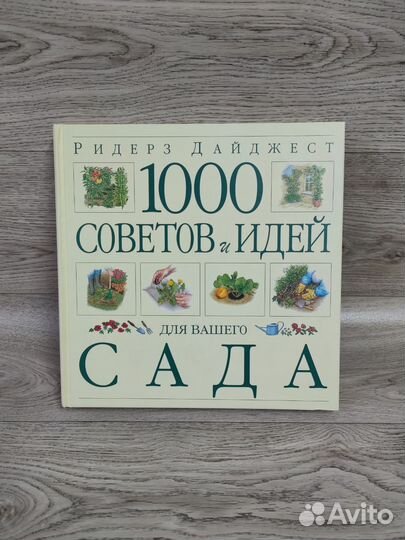 Ридерз Дайджест
1000
СОВЕТОВ и ИДЕЙ
ДЛЯ ВАШЕГО
САДА
Avito